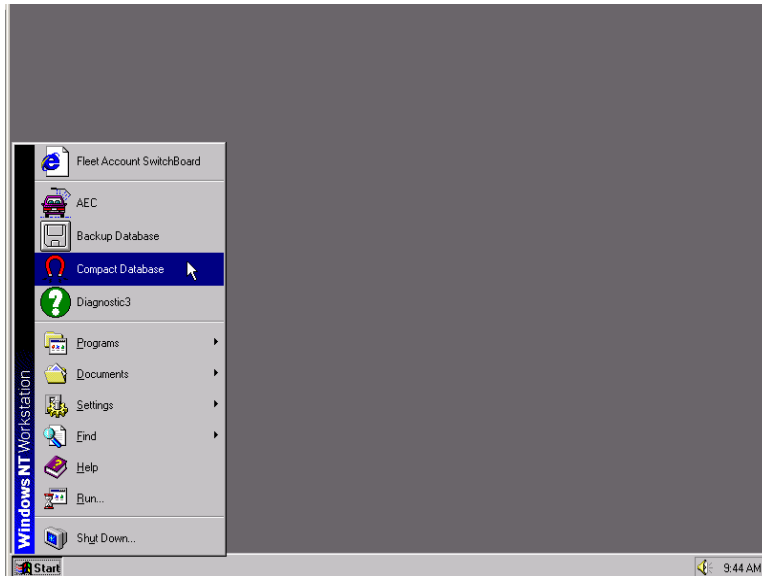 Fleet Account SwitchBoard
AEC
Backup Database
Compact Database
Diagnostic3
Programs
Documents
Settings
Find
Help
Run...
Shut Down...
Windows NT Workstation
Start
9:44 AM